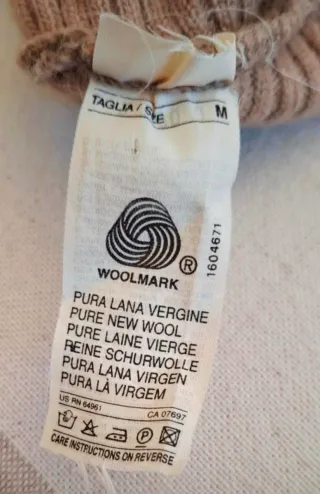 TAGLIA / SIZE M
1604671
®
WOOLMARK
PURA LANA VERGINE
PURE NEW WOOL
PURE LAINE VIERGE
REINE SCHURWOLLE
PURA LANA VIRGEN
PURA LÀ VIRGEM
US RN 64961 CA 07697
P
CARE INSTRUCTIONS ON REVERSE